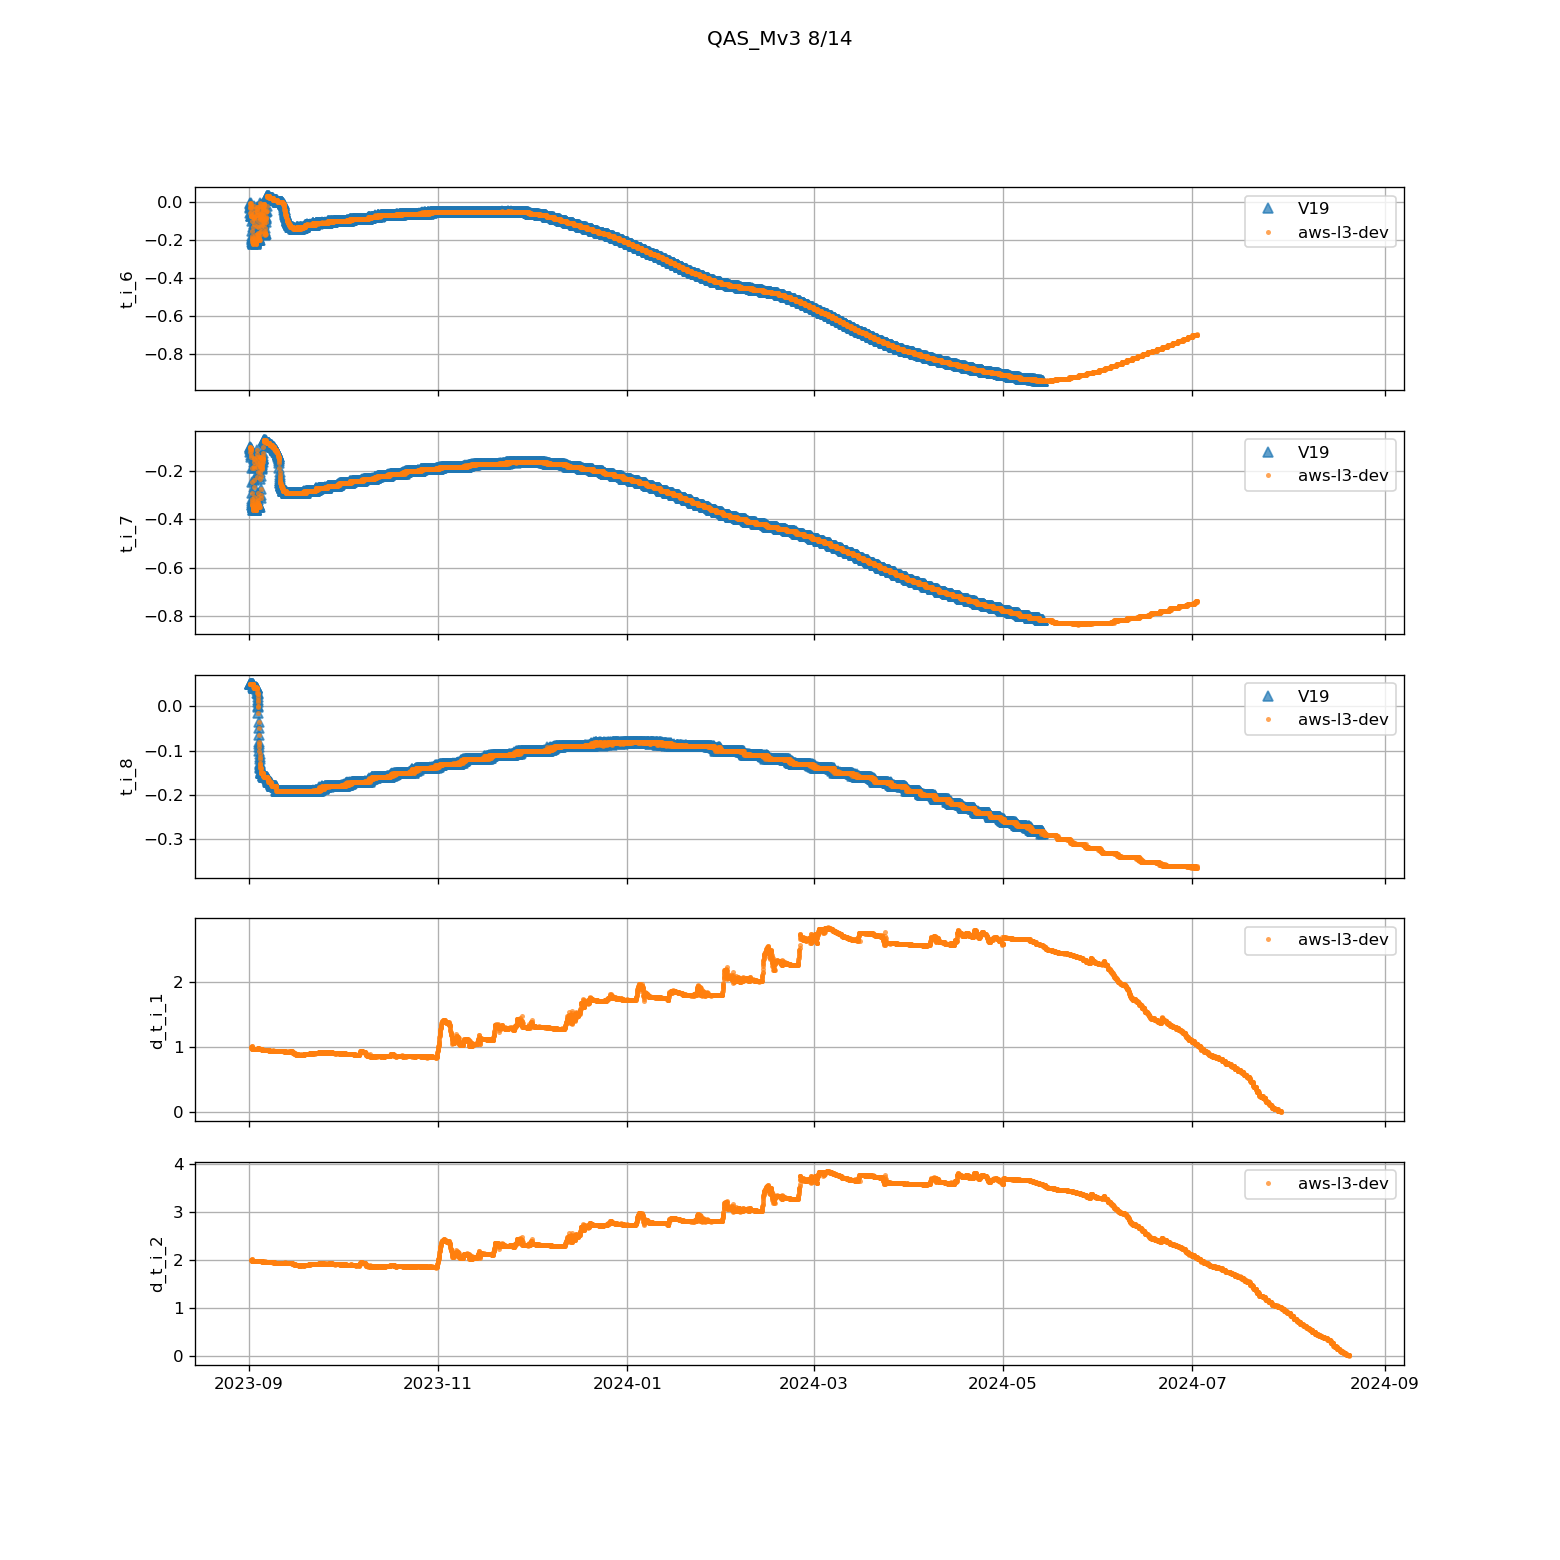 QAS_Mv3 8/14
0.0
−0.2
−0.4
−0.6
−0.8
t_i_6
V19
aws-l3-dev
−0.2
−0.4
−0.6
−0.8
t_i_7
V19
aws-l3-dev
0.0
−0.1
−0.2
−0.3
t_i_8
V19
aws-l3-dev
2
1
0
d_t_i_1
aws-l3-dev
4
3
2
1
0
d_t_i_2
aws-l3-dev
2023-09
2023-11
2024-01
2024-03
2024-05
2024-07
2024-09